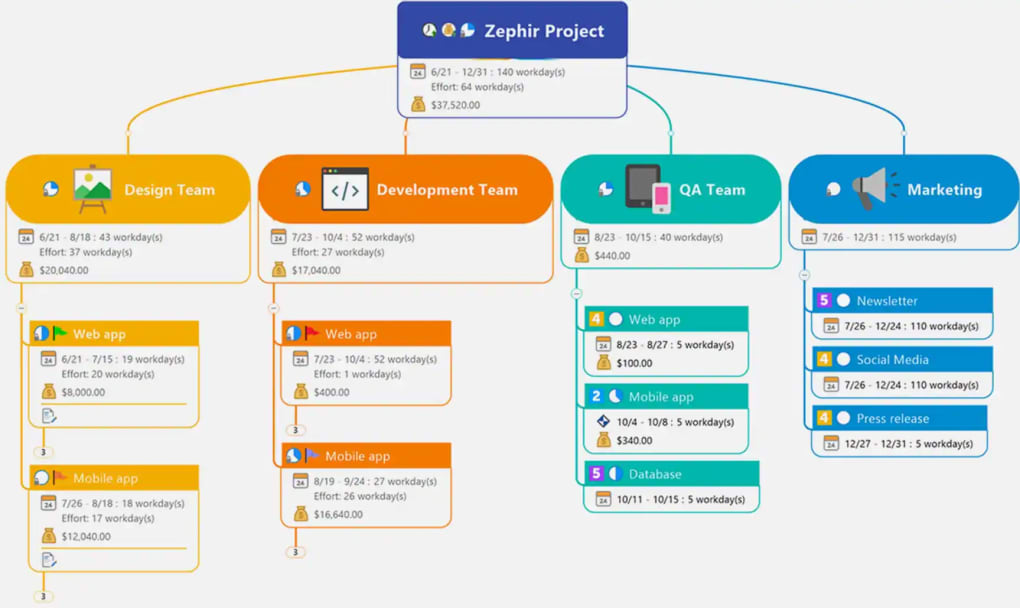 Zephir Project
24 6/21 - 12/31 : 140 workday(s)
Effort: 64 workday(s)
$37,520.00
Design Team
24 6/21 - 8/18 : 43 workday(s)
Effort: 37 workday(s)
$20,040.00
Web app
24 6/21 - 7/15 : 19 workday(s)
Effort: 20 workday(s)
$8,000.00
3
Mobile app
24 7/26 - 8/18 : 18 workday(s)
Effort: 17 workday(s)
$12,040.00
3
</> Development Team
24 7/23 - 10/4 : 52 workday(s)
Effort: 27 workday(s)
$17,040.00
Web app
24 7/23 - 10/4 : 52 workday(s)
Effort: 1 workday(s)
$400.00
3
Mobile app
24 8/19 - 9/24 : 27 workday(s)
Effort: 26 workday(s)
$16,640.00
3
QA Team
24 8/23 - 10/15 : 40 workday(s)
$440.00
4 Web app
24 8/23 - 8/27 : 5 workday(s)
$100.00
2 Mobile app
10/4 - 10/8 : 5 workday(s)
$340.00
5 Database
24 10/11 - 10/15 : 5 workday(s)
Marketing
24 7/26 - 12/31 : 115 workday(s)
5 Newsletter
24 7/26 - 12/24 : 110 workday(s)
4 Social Media
24 7/26 - 12/24 : 110 workday(s)
4 Press release
24 12/27 - 12/31 : 5 workday(s)